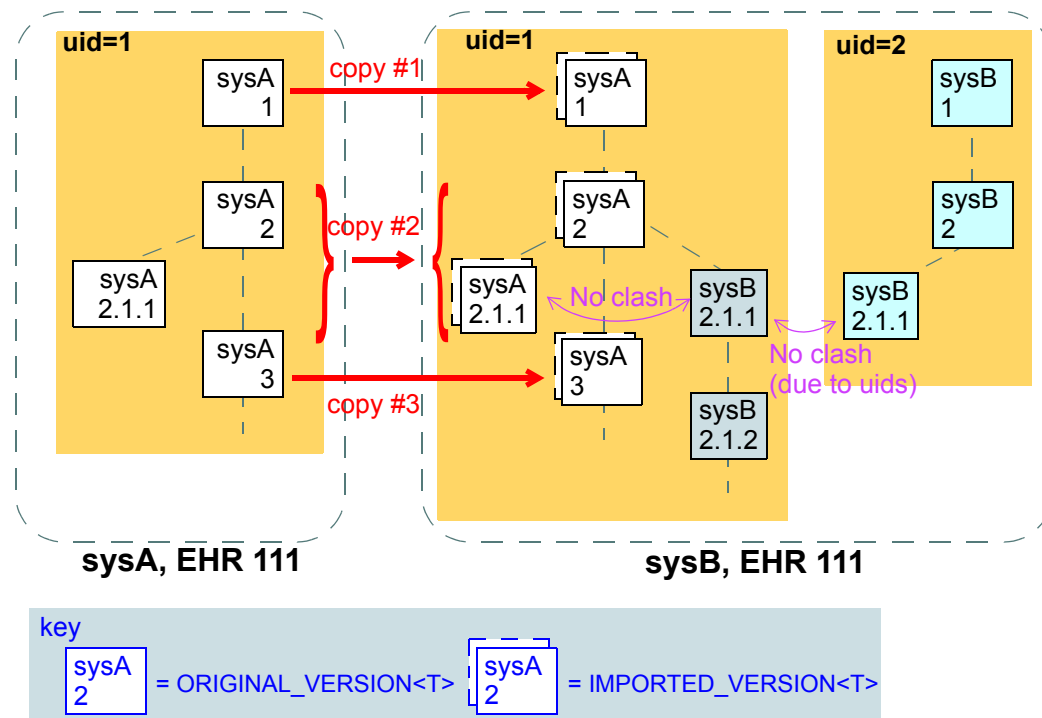 uid=1
sysA
1
sysA
2
sysA
2.1.1
sysA
3
copy #1
copy #2
copy #3
uid=1
sysA
1
sysA
2
sysA
2.1.1
No clash
sysB
2.1.1
sysA
3
sysB
2.1.2
uid=2
sysB
1
sysB
2
sysB
2.1.1
No clash
(due to uids)
sysA, EHR 111
sysB, EHR 111
key
sysA
2
= ORIGINAL_VERSION<T>
sysA
2
= IMPORTED_VERSION<T>